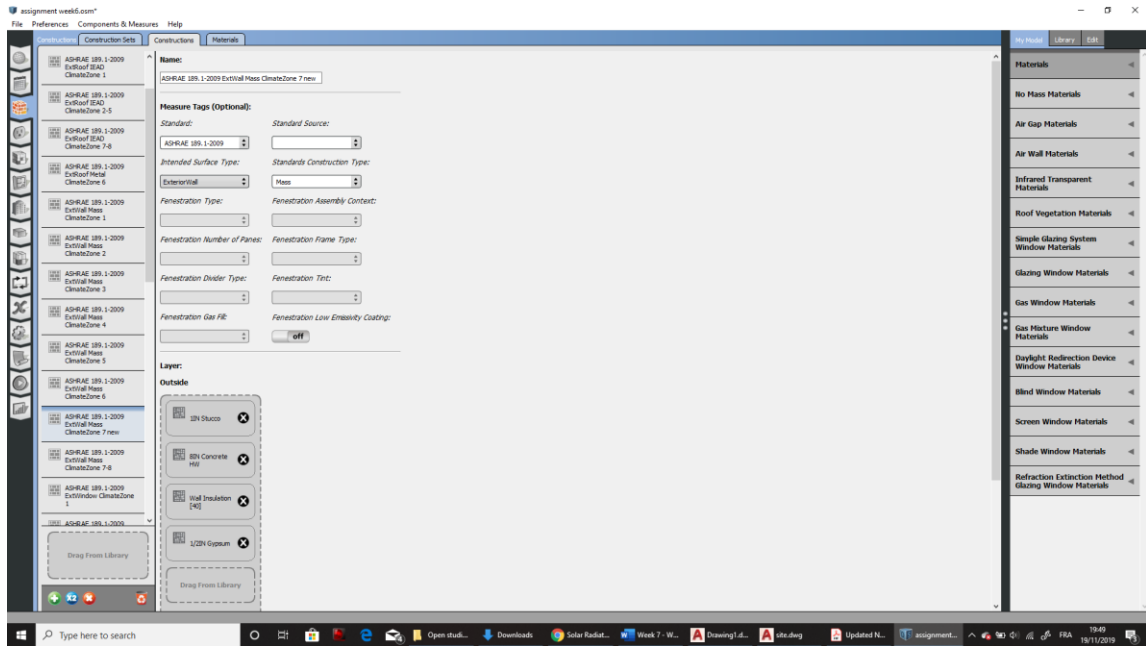 assignment week6.osm*
File Preferences Components & Measures Help
Constructions Construction Sets Constructions Materials
My Model Library Edit
ASHRAE 189.1-2009
ExtRoof IEAD
ClimateZone 1
ASHRAE 189.1-2009
ExtRoof IEAD
ClimateZone 2-5
ASHRAE 189.1-2009
ExtRoof IEAD
ClimateZone 7-8
ASHRAE 189.1-2009
ExtRoof Metal
ClimateZone 6
ASHRAE 189.1-2009
ExtWall Mass
ClimateZone 1
ASHRAE 189.1-2009
ExtWall Mass
ClimateZone 2
ASHRAE 189.1-2009
ExtWall Mass
ClimateZone 3
ASHRAE 189.1-2009
ExtWall Mass
ClimateZone 4
ASHRAE 189.1-2009
ExtWall Mass
ClimateZone 5
ASHRAE 189.1-2009
ExtWall Mass
ClimateZone 6
ASHRAE 189.1-2009
ExtWall Mass
ClimateZone 7 new
ASHRAE 189.1-2009
ExtWall Mass
ClimateZone 7-8
ASHRAE 189.1-2009
ExtWindow ClimateZone
1
ASHRAE 189.1-2009
Drag From Library
Name:
ASHRAE 189.1-2009 ExtWall Mass ClimateZone 7 new
Measure Tags (Optional):
Standard: Standard Source:
ASHRAE 189.1-2009
Intended Surface Type: Standards Construction Type:
ExteriorWall Mass
Fenestration Type: Fenestration Assembly Context:
Fenestration Number of Panes: Fenestration Frame Type:
Fenestration Divider Type: Fenestration Tint:
Fenestration Gas Fill: Fenestration Low Emissivity Coating:
off
Layer:
Outside
1IN Stucco
8IN Concrete
HW
Wall Insulation
[40]
1/2IN Gypsum
Drag From Library
Materials
No Mass Materials
Air Gap Materials
Air Wall Materials
Infrared Transparent
Materials
Roof Vegetation Materials
Simple Glazing System
Window Materials
Glazing Window Materials
Gas Window Materials
Gas Mixture Window
Materials
Daylight Redirection Device
Window Materials
Blind Window Materials
Screen Window Materials
Shade Window Materials
Refraction Extinction Method
Glazing Window Materials
Type here to search
Open studi... Downloads Solar Radiat... Week 7 - W... Drawing1.d... site.dwg Updated N... assignment... FRA 19:49
19/11/2019